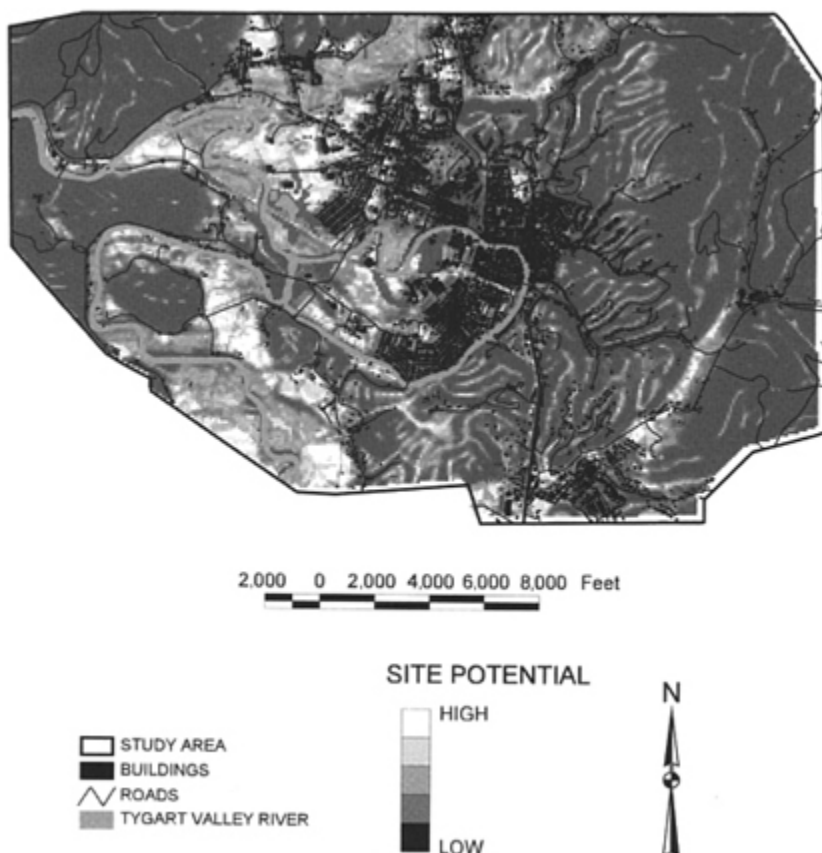 2,000 0 2,000 4,000 6,000 8,000 Feet
SITE POTENTIAL
HIGH
LOW
STUDY AREA
BUILDINGS
ROADS
TYGART VALLEY RIVER
N